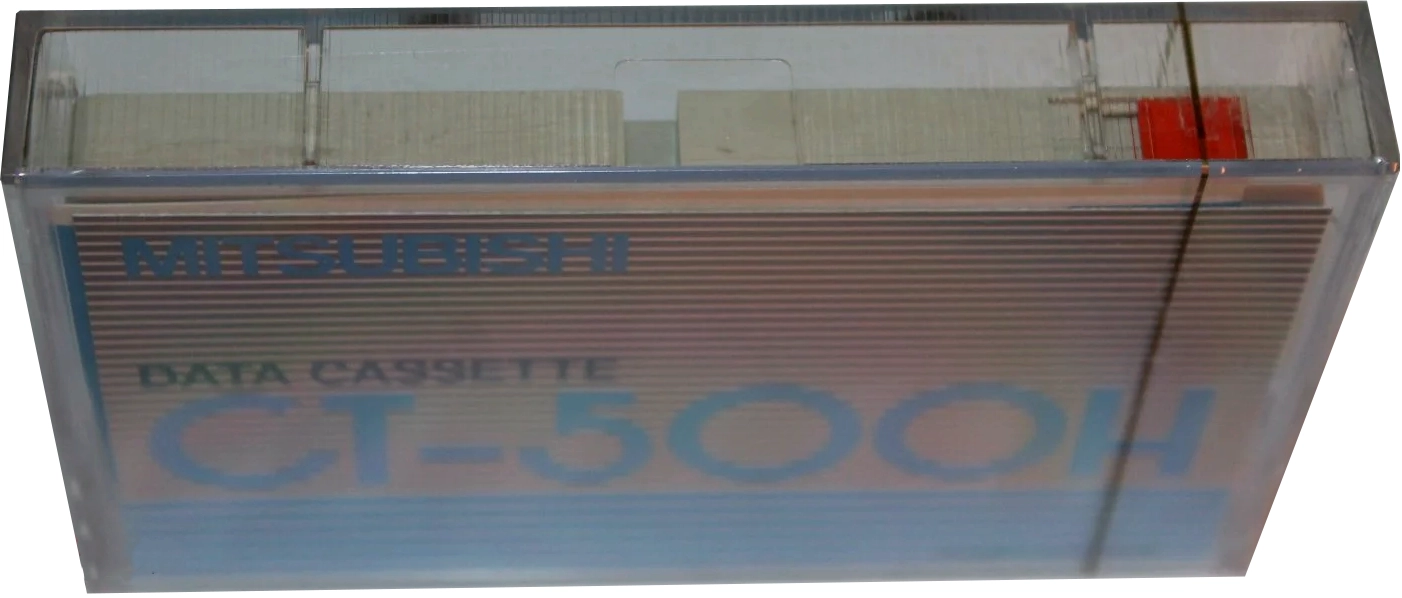 MITSUBISHI
DATA CASSETTE
CT-500H